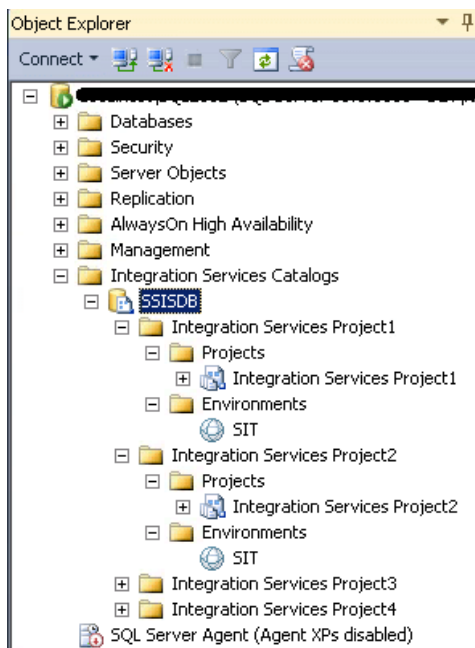 Object Explorer
Connect
Databases
Security
Server Objects
Replication
AlwaysOn High Availability
Management
Integration Services Catalogs
SSISDB
Integration Services Project1
Projects
Integration Services Project1
Environments
SIT
Integration Services Project2
Projects
Integration Services Project2
Environments
SIT
Integration Services Project3
Integration Services Project4
SQL Server Agent (Agent XPs disabled)